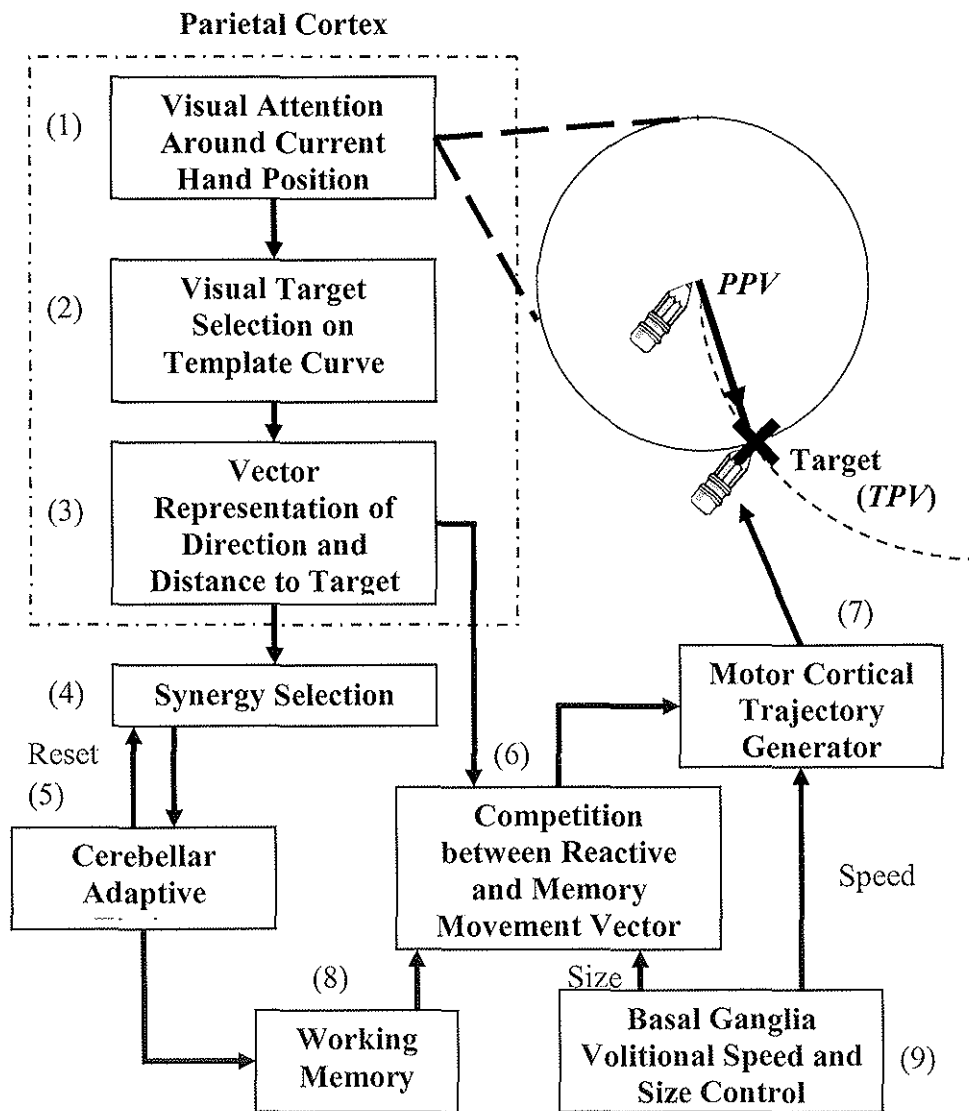 Parietal Cortex
(1)
Visual Attention
Around Current
Hand Position
(2)
Visual Target
Selection on
Template Curve
(3)
Vector
Representation of
Direction and
Distance to Target
PPV
Target
(TPV)
(4)
Synergy Selection
Reset
(5)
Cerebellar
Adaptive
(6)
Competition
between Reactive
and Memory
Movement Vector
(7)
Motor Cortical
Trajectory
Generator
Speed
Size
(8)
Working
Memory
Basal Ganglia
Volitional Speed and
Size Control
(9)